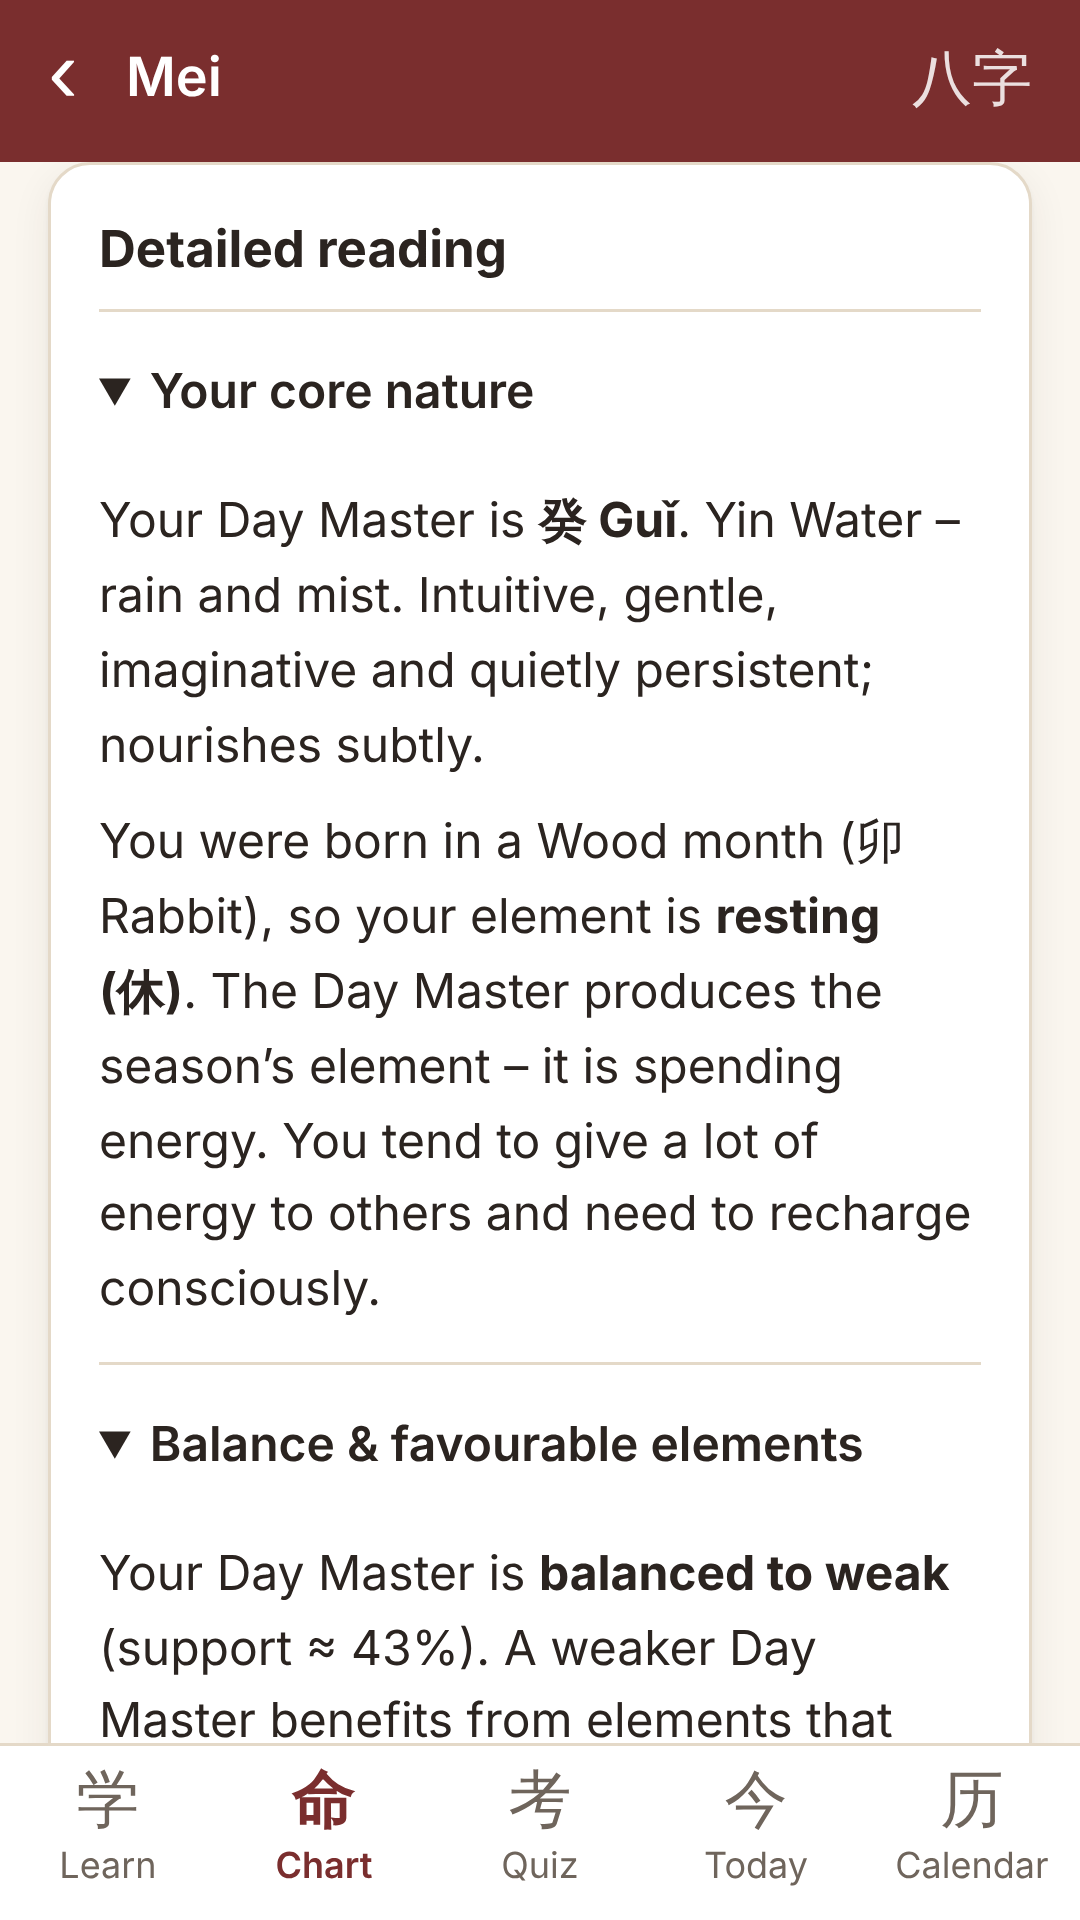 Mei
八字
Detailed reading
▼ Your core nature
Your Day Master is 癸 Guǐ. Yin Water –
rain and mist. Intuitive, gentle,
imaginative and quietly persistent;
nourishes subtly.
You were born in a Wood month (卯
Rabbit), so your element is resting
(休). The Day Master produces the
season’s element – it is spending
energy. You tend to give a lot of
energy to others and need to recharge
consciously.
▼ Balance & favourable elements
Your Day Master is balanced to weak
(support ≈ 43%). A weaker Day
Master benefits from elements that
学 命 考 今 历
Learn Chart Quiz Today Calendar